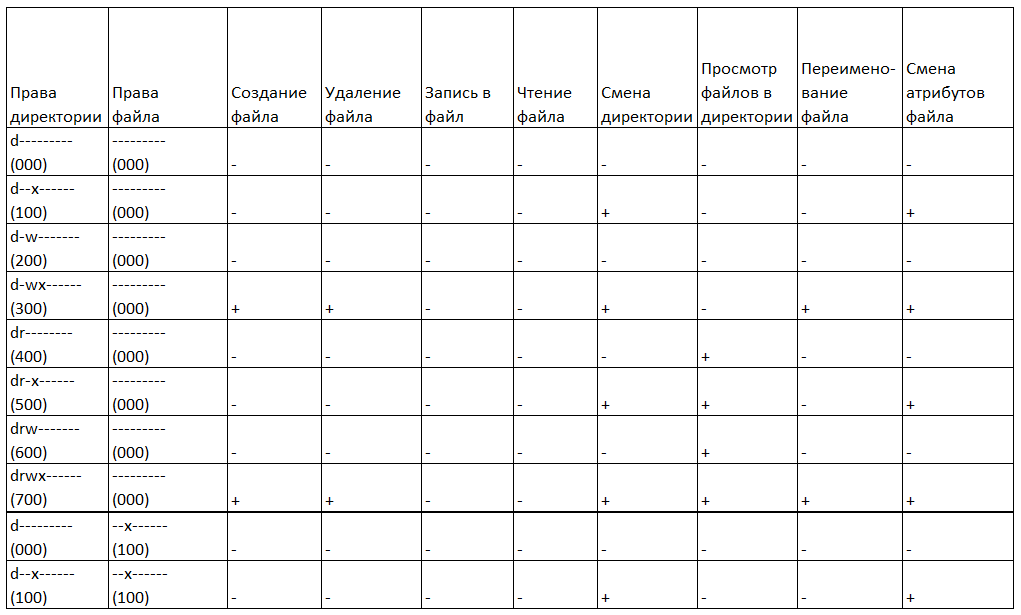 Права директории | Права файла | Создание файла | Удаление файла | Запись в файл | Чтение файла | Смена директории | Просмотр файлов в директории | Переимено-вание файла | Смена атрибутов файла
d--------- (000) | --------- (000) | - | - | - | - | - | - | - | -
d--x------ (100) | --------- (000) | - | - | - | - | + | - | - | +
d-w------- (200) | --------- (000) | - | - | - | - | - | - | - | -
d-wx------ (300) | --------- (000) | + | + | - | - | + | - | + | +
dr-------- (400) | --------- (000) | - | - | - | - | - | + | - | -
dr-x------ (500) | --------- (000) | - | - | - | - | + | + | - | +
drw------- (600) | --------- (000) | - | - | - | - | - | + | - | -
drwx------ (700) | --------- (000) | + | + | - | - | + | + | + | +
d--------- (000) | --x------ (100) | - | - | - | - | - | - | - | -
d--x------ (100) | --x------ (100) | - | - | - | - | + | - | - | +